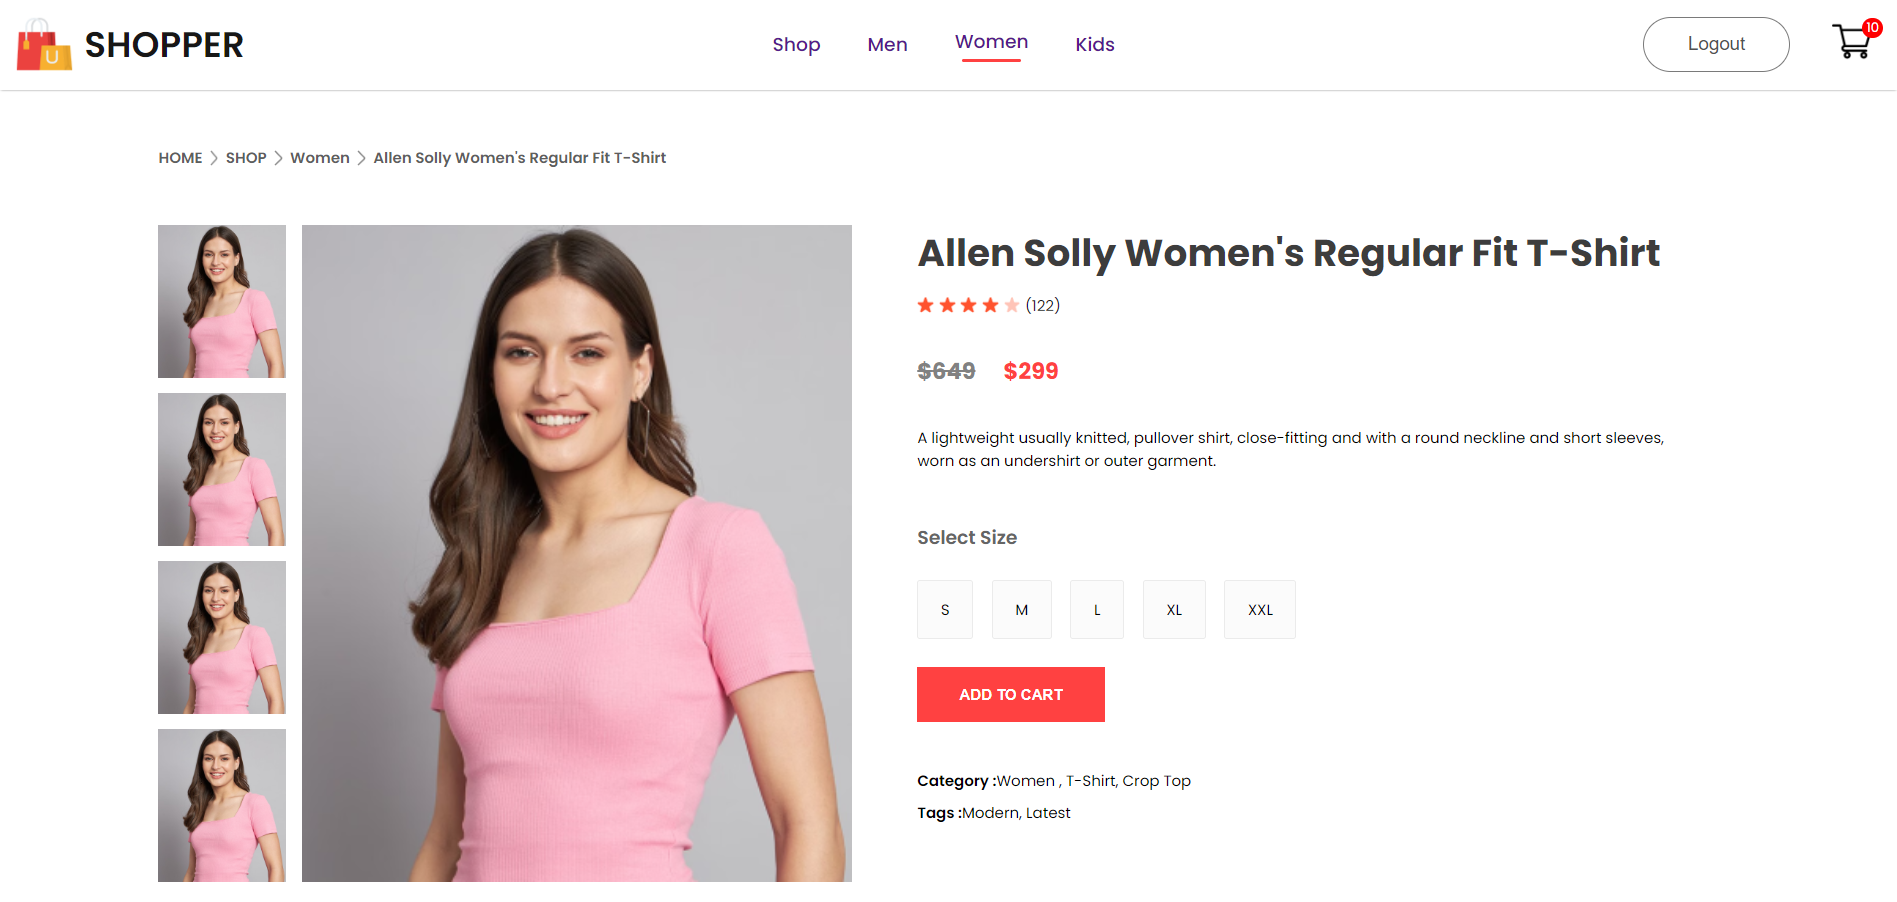 U
SHOPPER
Shop
Men
Women
Kids
Logout
10
HOME SHOP Women Allen Solly Women's Regular Fit T-Shirt
Allen Solly Women's Regular Fit T-Shirt
(122)
$649 $299
A lightweight usually knitted, pullover shirt, close-fitting and with a round neckline and short sleeves,
worn as an undershirt or outer garment.
Select Size
S
M
L
XL
XXL
ADD TO CART
Category :Women , T-Shirt, Crop Top
Tags :Modern, Latest